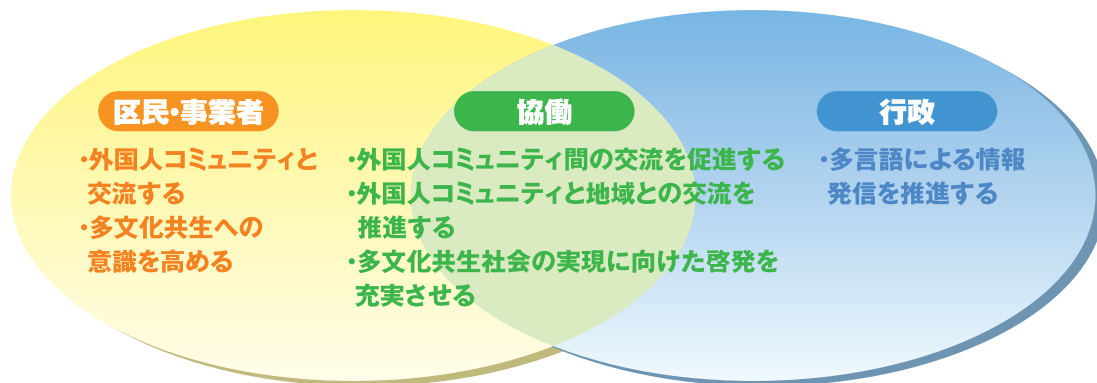 区民・事業者
・外国人コミュニティと
交流する
・多文化共生への
意識を高める
協働
・外国人コミュニティ間の交流を促進する
・外国人コミュニティと地域との交流を
推進する
・多文化共生社会の実現に向けた啓発を
充実させる
行政
・多言語による情報
発信を推進する